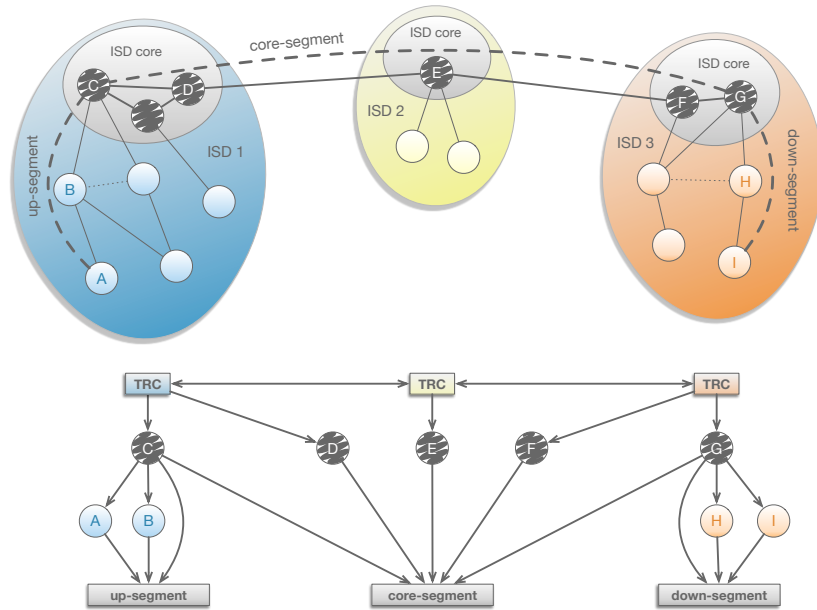 ISD core
core-segment
ISD core
ISD core
C
D
E
F
G
ISD 1
ISD 2
ISD 3
up-segment
down-segment
B
H
A
I
TRC
TRC
TRC
C
D
E
F
G
A
B
H
I
up-segment
core-segment
down-segment